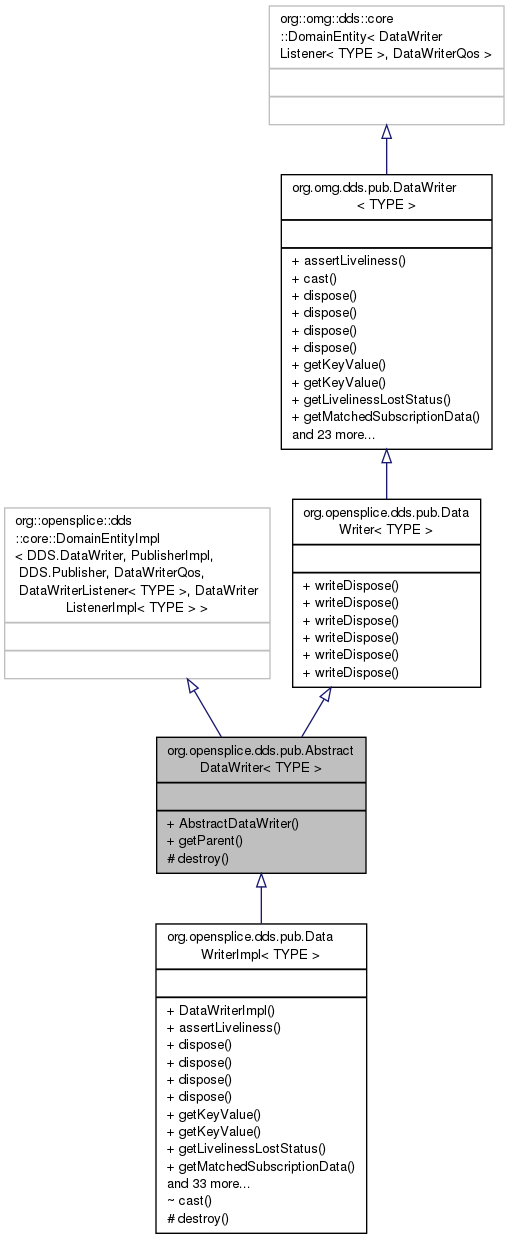 org::omg::dds::core
::DomainEntity< DataWriter
Listener< TYPE >, DataWriterQos >
org.omg.dds.pub.DataWriter
< TYPE >
+ assertLiveliness()
+ cast()
+ dispose()
+ dispose()
+ dispose()
+ dispose()
+ getKeyValue()
+ getKeyValue()
+ getLivelinessLostStatus()
+ getMatchedSubscriptionData()
and 23 more...
org::opensplice::dds
::core::DomainEntityImpl
< DDS.DataWriter, PublisherImpl,
DDS.Publisher, DataWriterQos,
DataWriterListener< TYPE >, DataWriter
ListenerImpl< TYPE > >
org.opensplice.dds.pub.Data
Writer< TYPE >
+ writeDispose()
+ writeDispose()
+ writeDispose()
+ writeDispose()
+ writeDispose()
+ writeDispose()
org.opensplice.dds.pub.Abstract
DataWriter< TYPE >
+ AbstractDataWriter()
+ getParent()
# destroy()
org.opensplice.dds.pub.Data
WriterImpl< TYPE >
+ DataWriterImpl()
+ assertLiveliness()
+ dispose()
+ dispose()
+ dispose()
+ dispose()
+ getKeyValue()
+ getKeyValue()
+ getLivelinessLostStatus()
+ getMatchedSubscriptionData()
and 33 more...
~ cast()
# destroy()